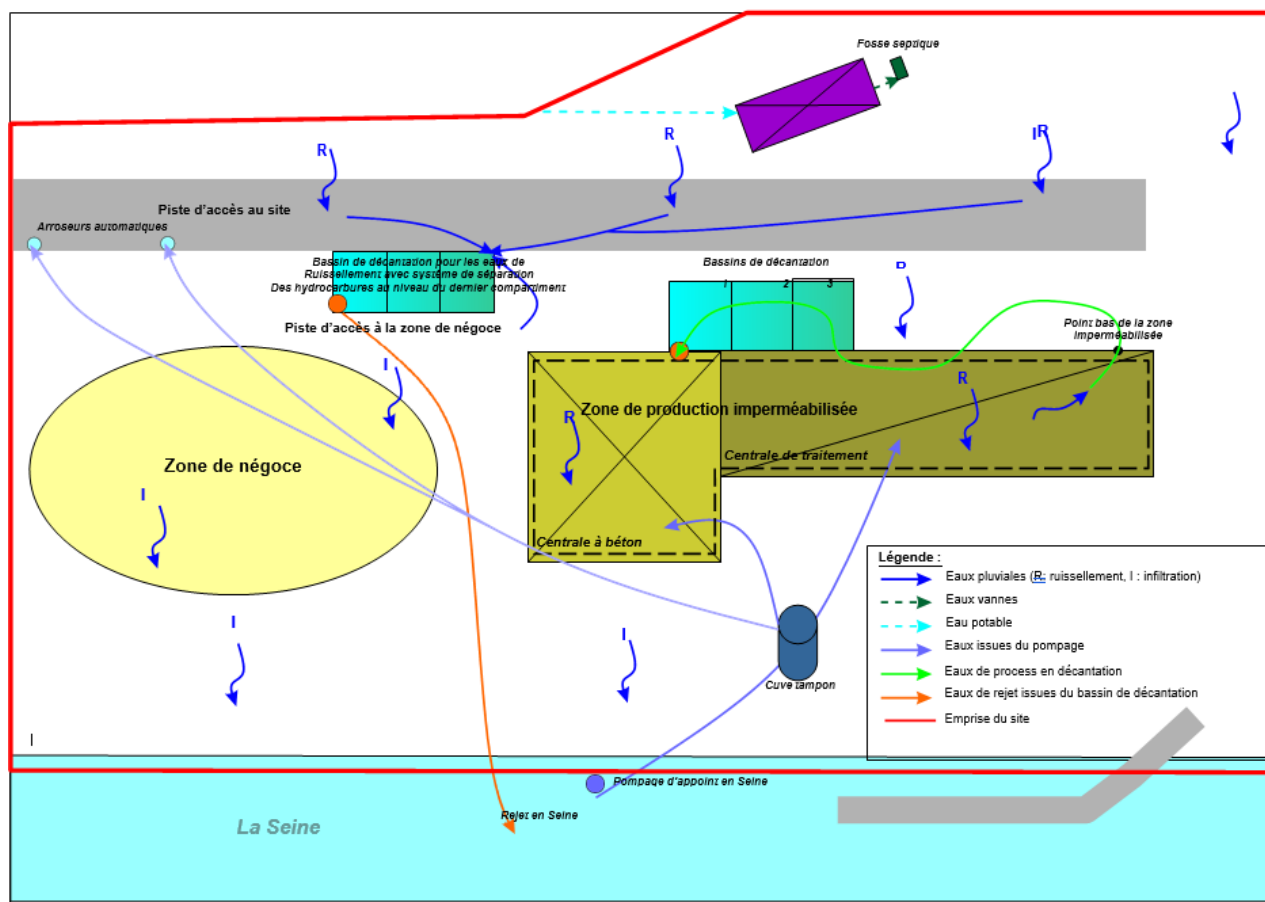 Fosse septique
R
R
IR
Piste d'accès au site
Arroseurs automatiques
Bassin de décantation pour les eaux de
Ruissellement avec système de séparation
Des hydrocarbures au niveau du dernier compartiment
Bassins de décantation
1
2
3
Piste d'accès à la zone de négoce
Point bas de la zone
imperméabilisée
I
R
Zone de production imperméabilisée
R
Zone de négoce
Centrale de traitement
I
Centrale à béton
Légende :
Eaux pluviales (R: ruissellement, I : infiltration)
Eaux vannes
Eau potable
Eaux issues du pompage
Eaux de process en décantation
Eaux de rejet issues du bassin de décantation
Emprise du site
I
I
Cuve tampon
I
Pompage d'appoint en Seine
Rejet en Seine
La Seine